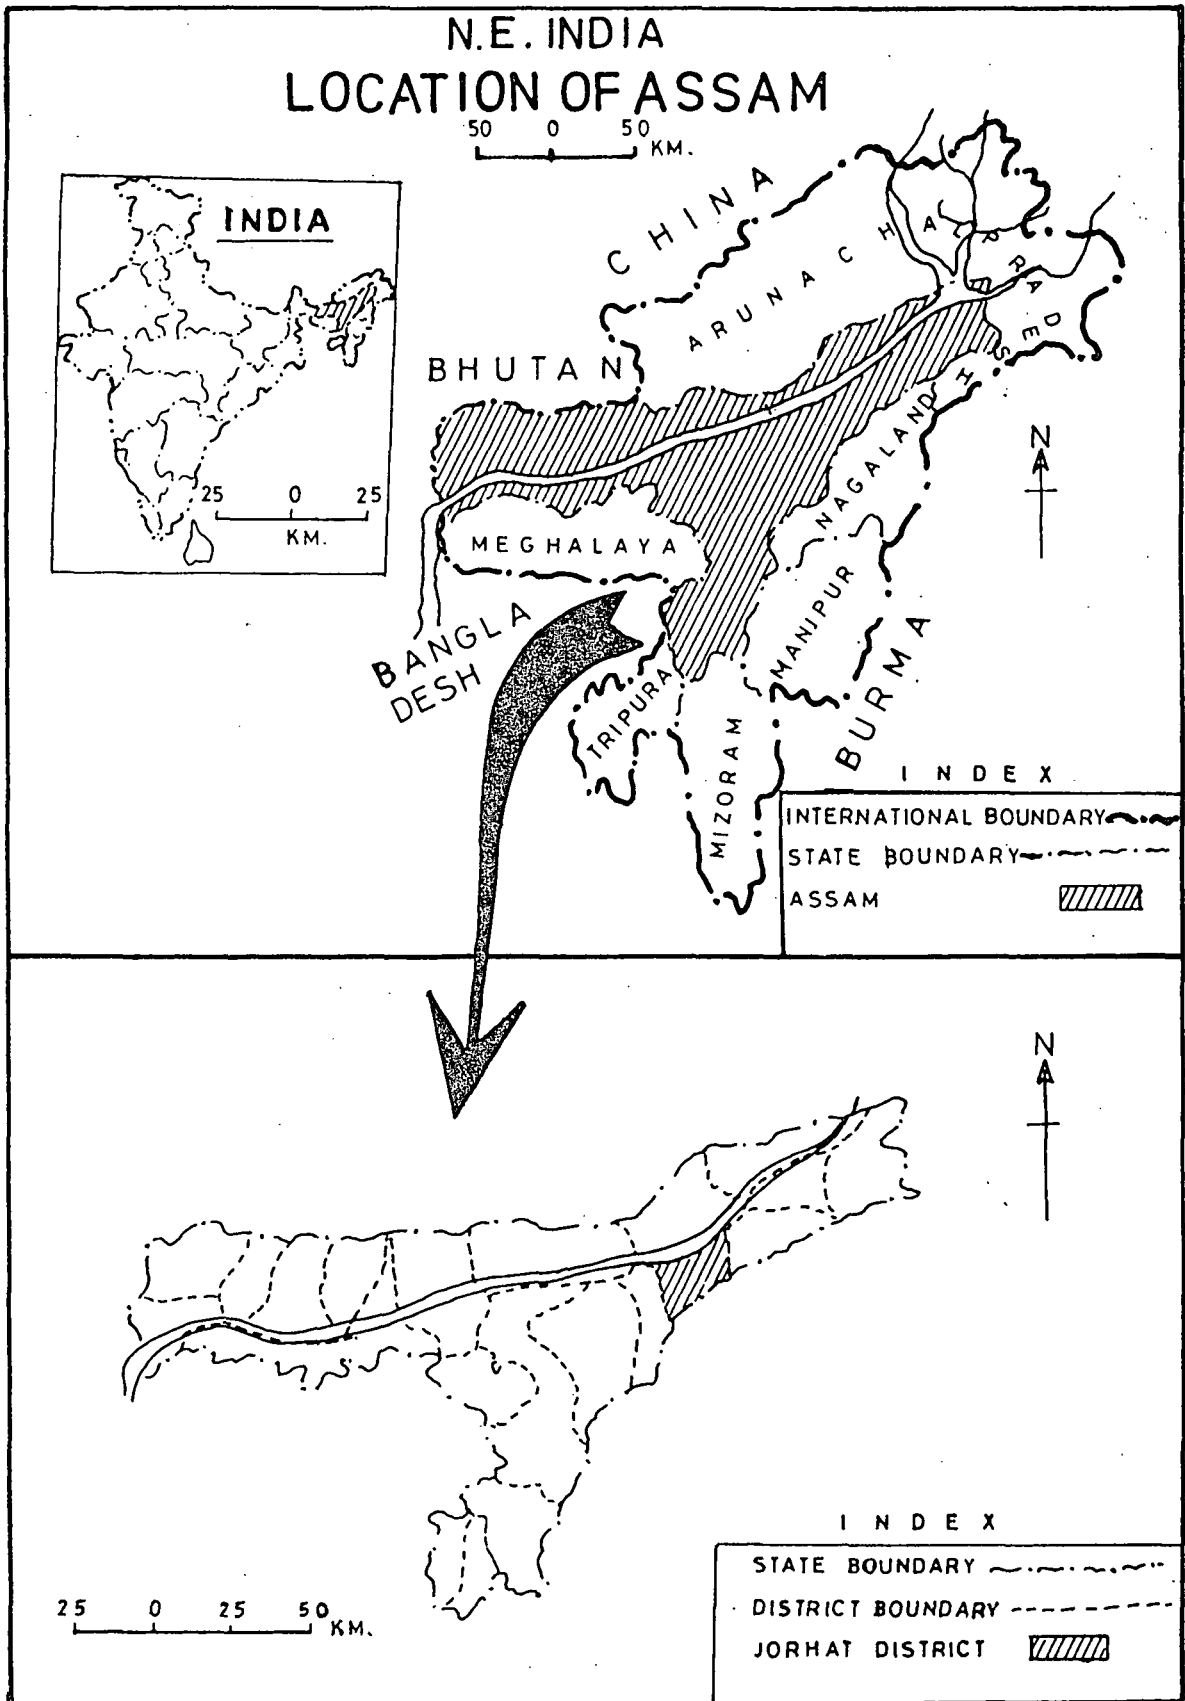 N.E. INDIA
LOCATION OF ASSAM
50 0 50
KM.
INDIA
25 0 25
KM.
CHINA
ARUNACHAL PRADESH
BHUTAN
NAGALAND
N
MEGHALAYA
MANIPUR
BANGLA
DESH
TRIPURA
MIZORAM
BURMA
INDEX
INTERNATIONAL BOUNDARY
STATE BOUNDARY
ASSAM
N
25 0 25 50
KM.
INDEX
STATE BOUNDARY
DISTRICT BOUNDARY
JORHAT DISTRICT